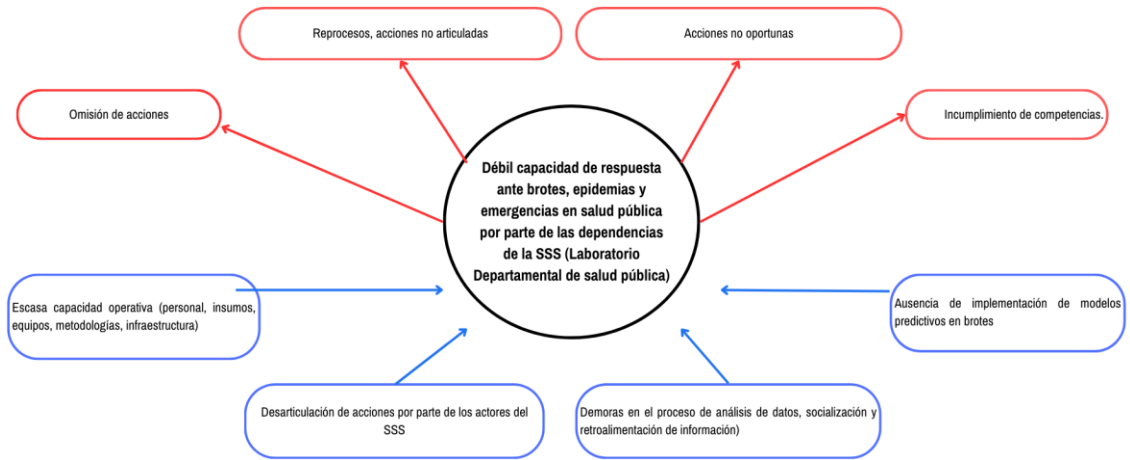 Reprocesos, acciones no articuladas
Acciones no oportunas
Omisión de acciones
Incumplimiento de competencias.
Débil capacidad de respuesta
ante brotes, epidemias y
emergencias en salud pública
por parte de las dependencias
de la SSS (Laboratorio
Departamental de salud pública)
Escasa capacidad operativa (personal, insumos,
equipos, metodologías, infraestructura)
Ausencia de implementación de modelos
predictivos en brotes
Desarticulación de acciones por parte de los actores del
SSS
Demoras en el proceso de análisis de datos, socialización y
retroalimentación de información)